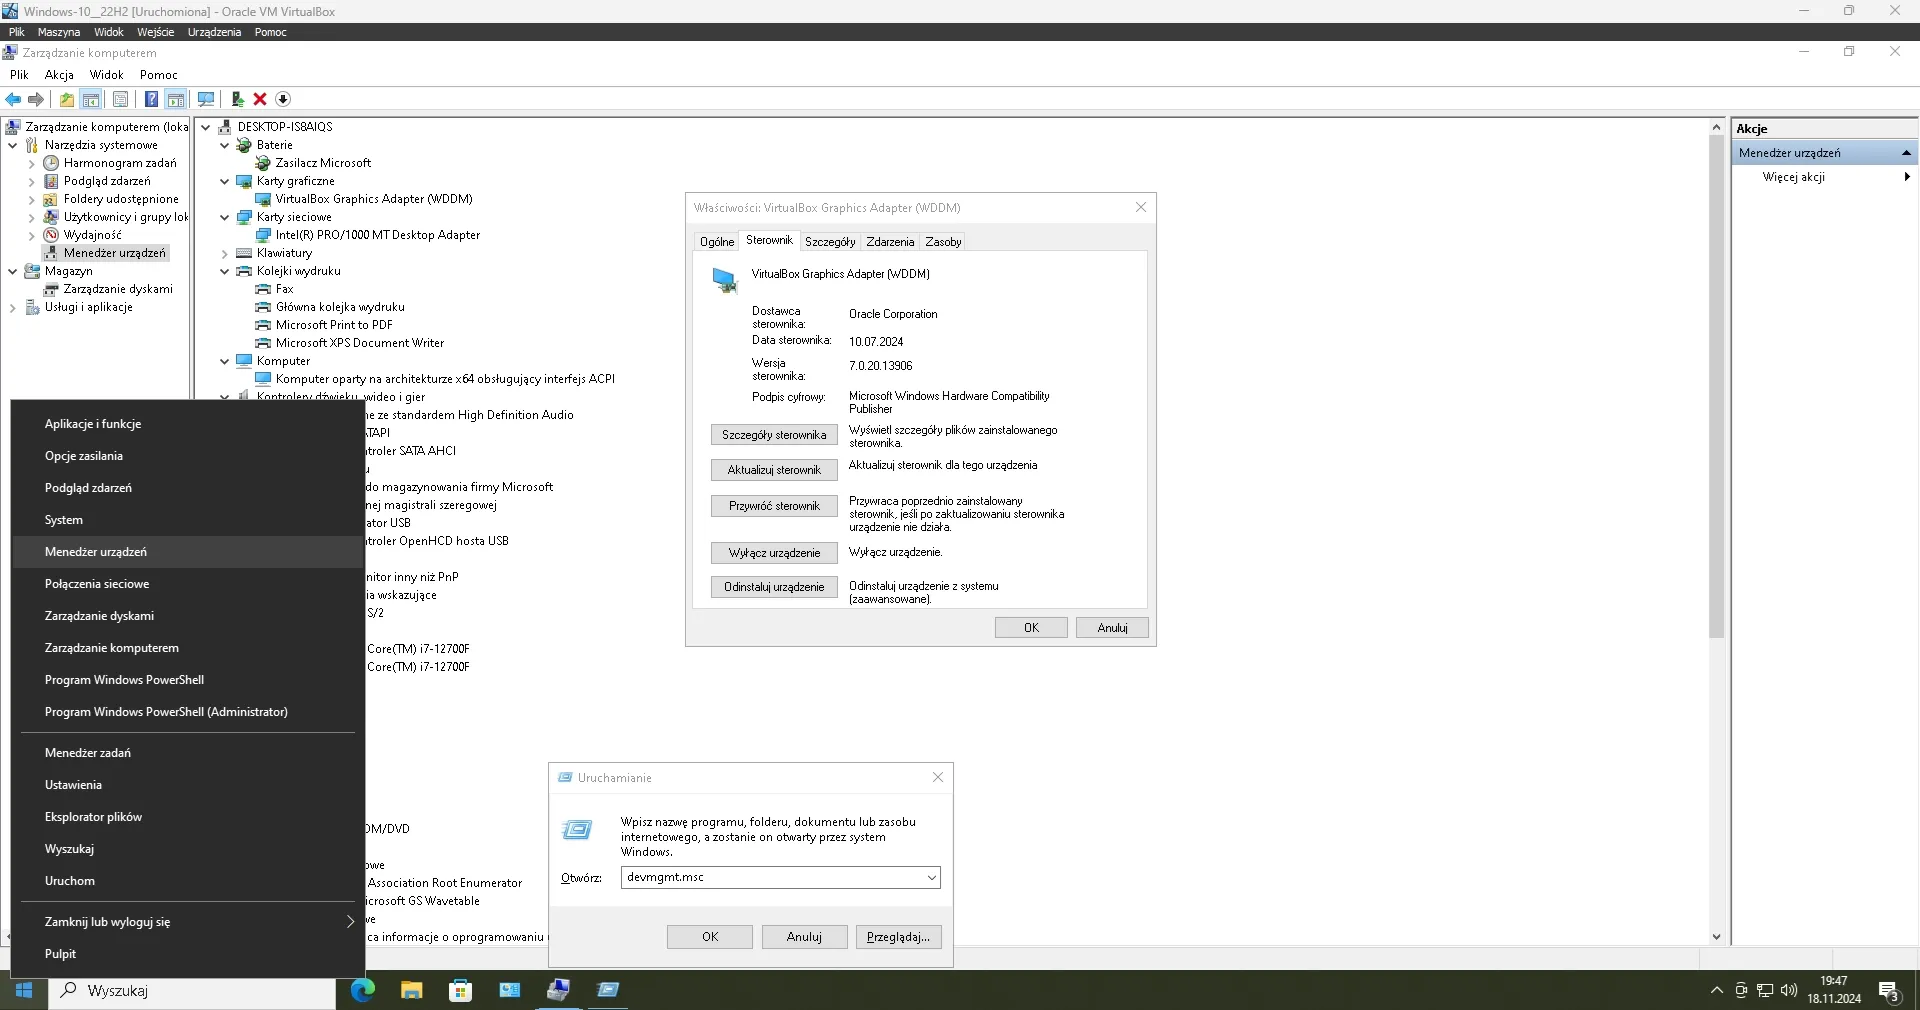 Windows-10__22H2 [Uruchomiona] - Oracle VM VirtualBox
Plik Maszyna Widok Wejście Urządzenia Pomoc
Zarządzanie komputerem
Plik Akcja Widok Pomoc
Zarządzanie komputerem (loka
Narzędzia systemowe
Harmonogram zadań
Podgląd zdarzeń
Foldery udostępnione
Użytkownicy i grupy lok
Wydajność
Menedżer urządzeń
Magazyn
Zarządzanie dyskami
Usługi i aplikacje
DESKTOP-IS8AIQS
Baterie
Zasilacz Microsoft
Karty graficzne
VirtualBox Graphics Adapter (WDDM)
Karty sieciowe
Intel(R) PRO/1000 MT Desktop Adapter
Klawiatury
Kolejki wydruku
Fax
Główna kolejka wydruku
Microsoft Print to PDF
Microsoft XPS Document Writer
Komputer
Komputer oparty na architekturze x64 obsługujący interfejs ACPI
Kontrolery dźwięku, wideo i gier
ne ze standardem High Definition Audio
TAPI
troler SATA AHCI
u
do magazynowania firmy Microsoft
nej magistrali szeregowej
ator USB
troler OpenHCD hosta USB
nitor inny niż PnP
ia wskazujące
S/2
Core(TM) i7-12700F
Core(TM) i7-12700F
OM/DVD
owe
Association Root Enumerator
icrosoft GS Wavetable
we
ca informacje o oprogramowaniu
Akcje
Menedżer urządzeń
Więcej akcji
Właściwości: VirtualBox Graphics Adapter (WDDM)
Ogólne Sterownik Szczegóły Zdarzenia Zasoby
VirtualBox Graphics Adapter (WDDM)
Dostawca sterownika: Oracle Corporation
Data sterownika: 10.07.2024
Wersja sterownika: 7.0.20.13906
Podpis cyfrowy: Microsoft Windows Hardware Compatibility
Publisher
Szczegóły sterownika Wyświetl szczegóły plików zainstalowanego
sterownika.
Aktualizuj sterownik Aktualizuj sterownik dla tego urządzenia
Przywróć sterownik Przywraca poprzednio zainstalowany
sterownik, jeśli po zaktualizowaniu sterownika
urządzenie nie działa.
Wyłącz urządzenie Wyłącz urządzenie.
Odinstaluj urządzenie Odinstaluj urządzenie z systemu
(zaawansowane).
OK Anuluj
Aplikacje i funkcje
Opcje zasilania
Podgląd zdarzeń
System
Menedżer urządzeń
Połączenia sieciowe
Zarządzanie dyskami
Zarządzanie komputerem
Program Windows PowerShell
Program Windows PowerShell (Administrator)
Menedżer zadań
Ustawienia
Eksplorator plików
Wyszukaj
Uruchom
Zamknij lub wyloguj się
Pulpit
Uruchamianie
Wpisz nazwę programu, folderu, dokumentu lub zasobu
internetowego, a zostanie on otwarty przez system
Windows.
Otwórz: devmgmt.msc
OK Anuluj Przeglądaj...
Wyszukaj
19:47
18.11.2024
3